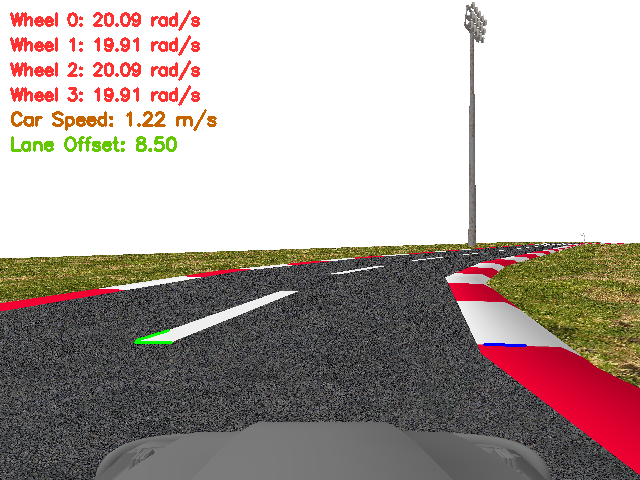 Wheel 0: 20.09 rad/s
Wheel 1: 19.91 rad/s
Wheel 2: 20.09 rad/s
Wheel 3: 19.91 rad/s
Car Speed: 1.22 m/s
Lane Offset: 8.50